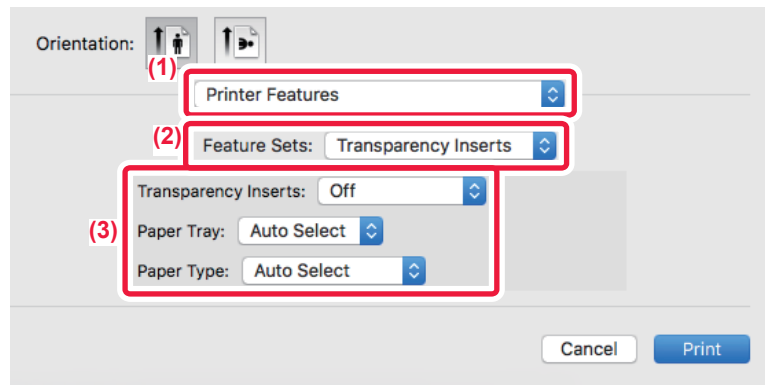 Orientation:
(1)
Printer Features
(2) Feature Sets: Transparency Inserts
Transparency Inserts: Off
(3) Paper Tray: Auto Select
Paper Type: Auto Select
Cancel Print